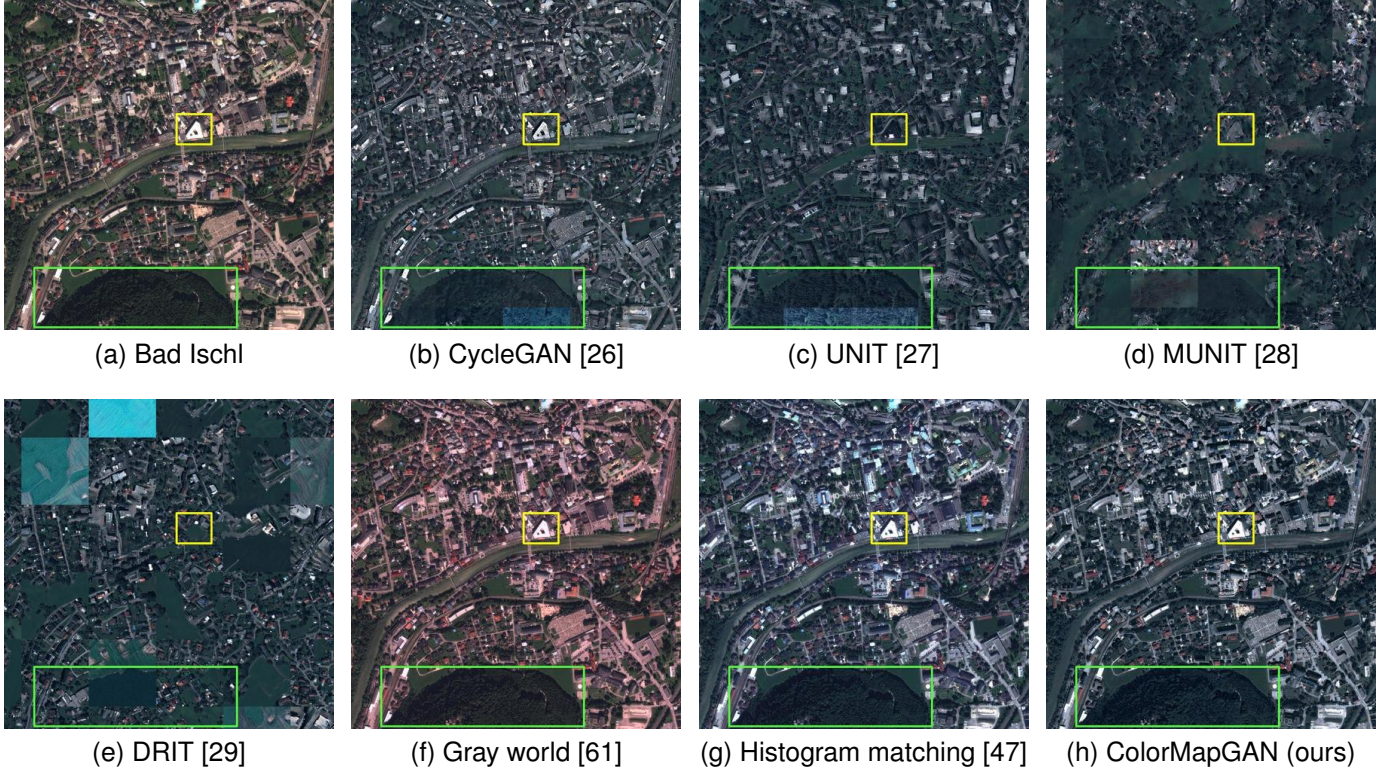 (a) Bad Ischl
(b) CycleGAN [26]
(c) UNIT [27]
(d) MUNIT [28]
(e) DRIT [29]
(f) Gray world [61]
(g) Histogram matching [47]
(h) ColorMapGAN (ours)